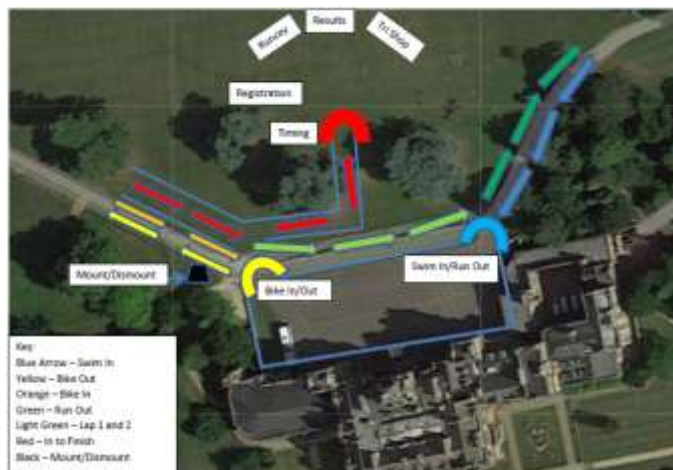 Runcey
Results
Tri Shop
Registration
Timing
Mount/Dismount
Bike In/Out
Swim In/Run Out
Key:
Blue Arrow – Swim In
Yellow – Bike Out
Orange – Bike In
Green – Run Out
Light Green – Lap 1 and 2
Red – In to Finish
Black – Mount/Dismount